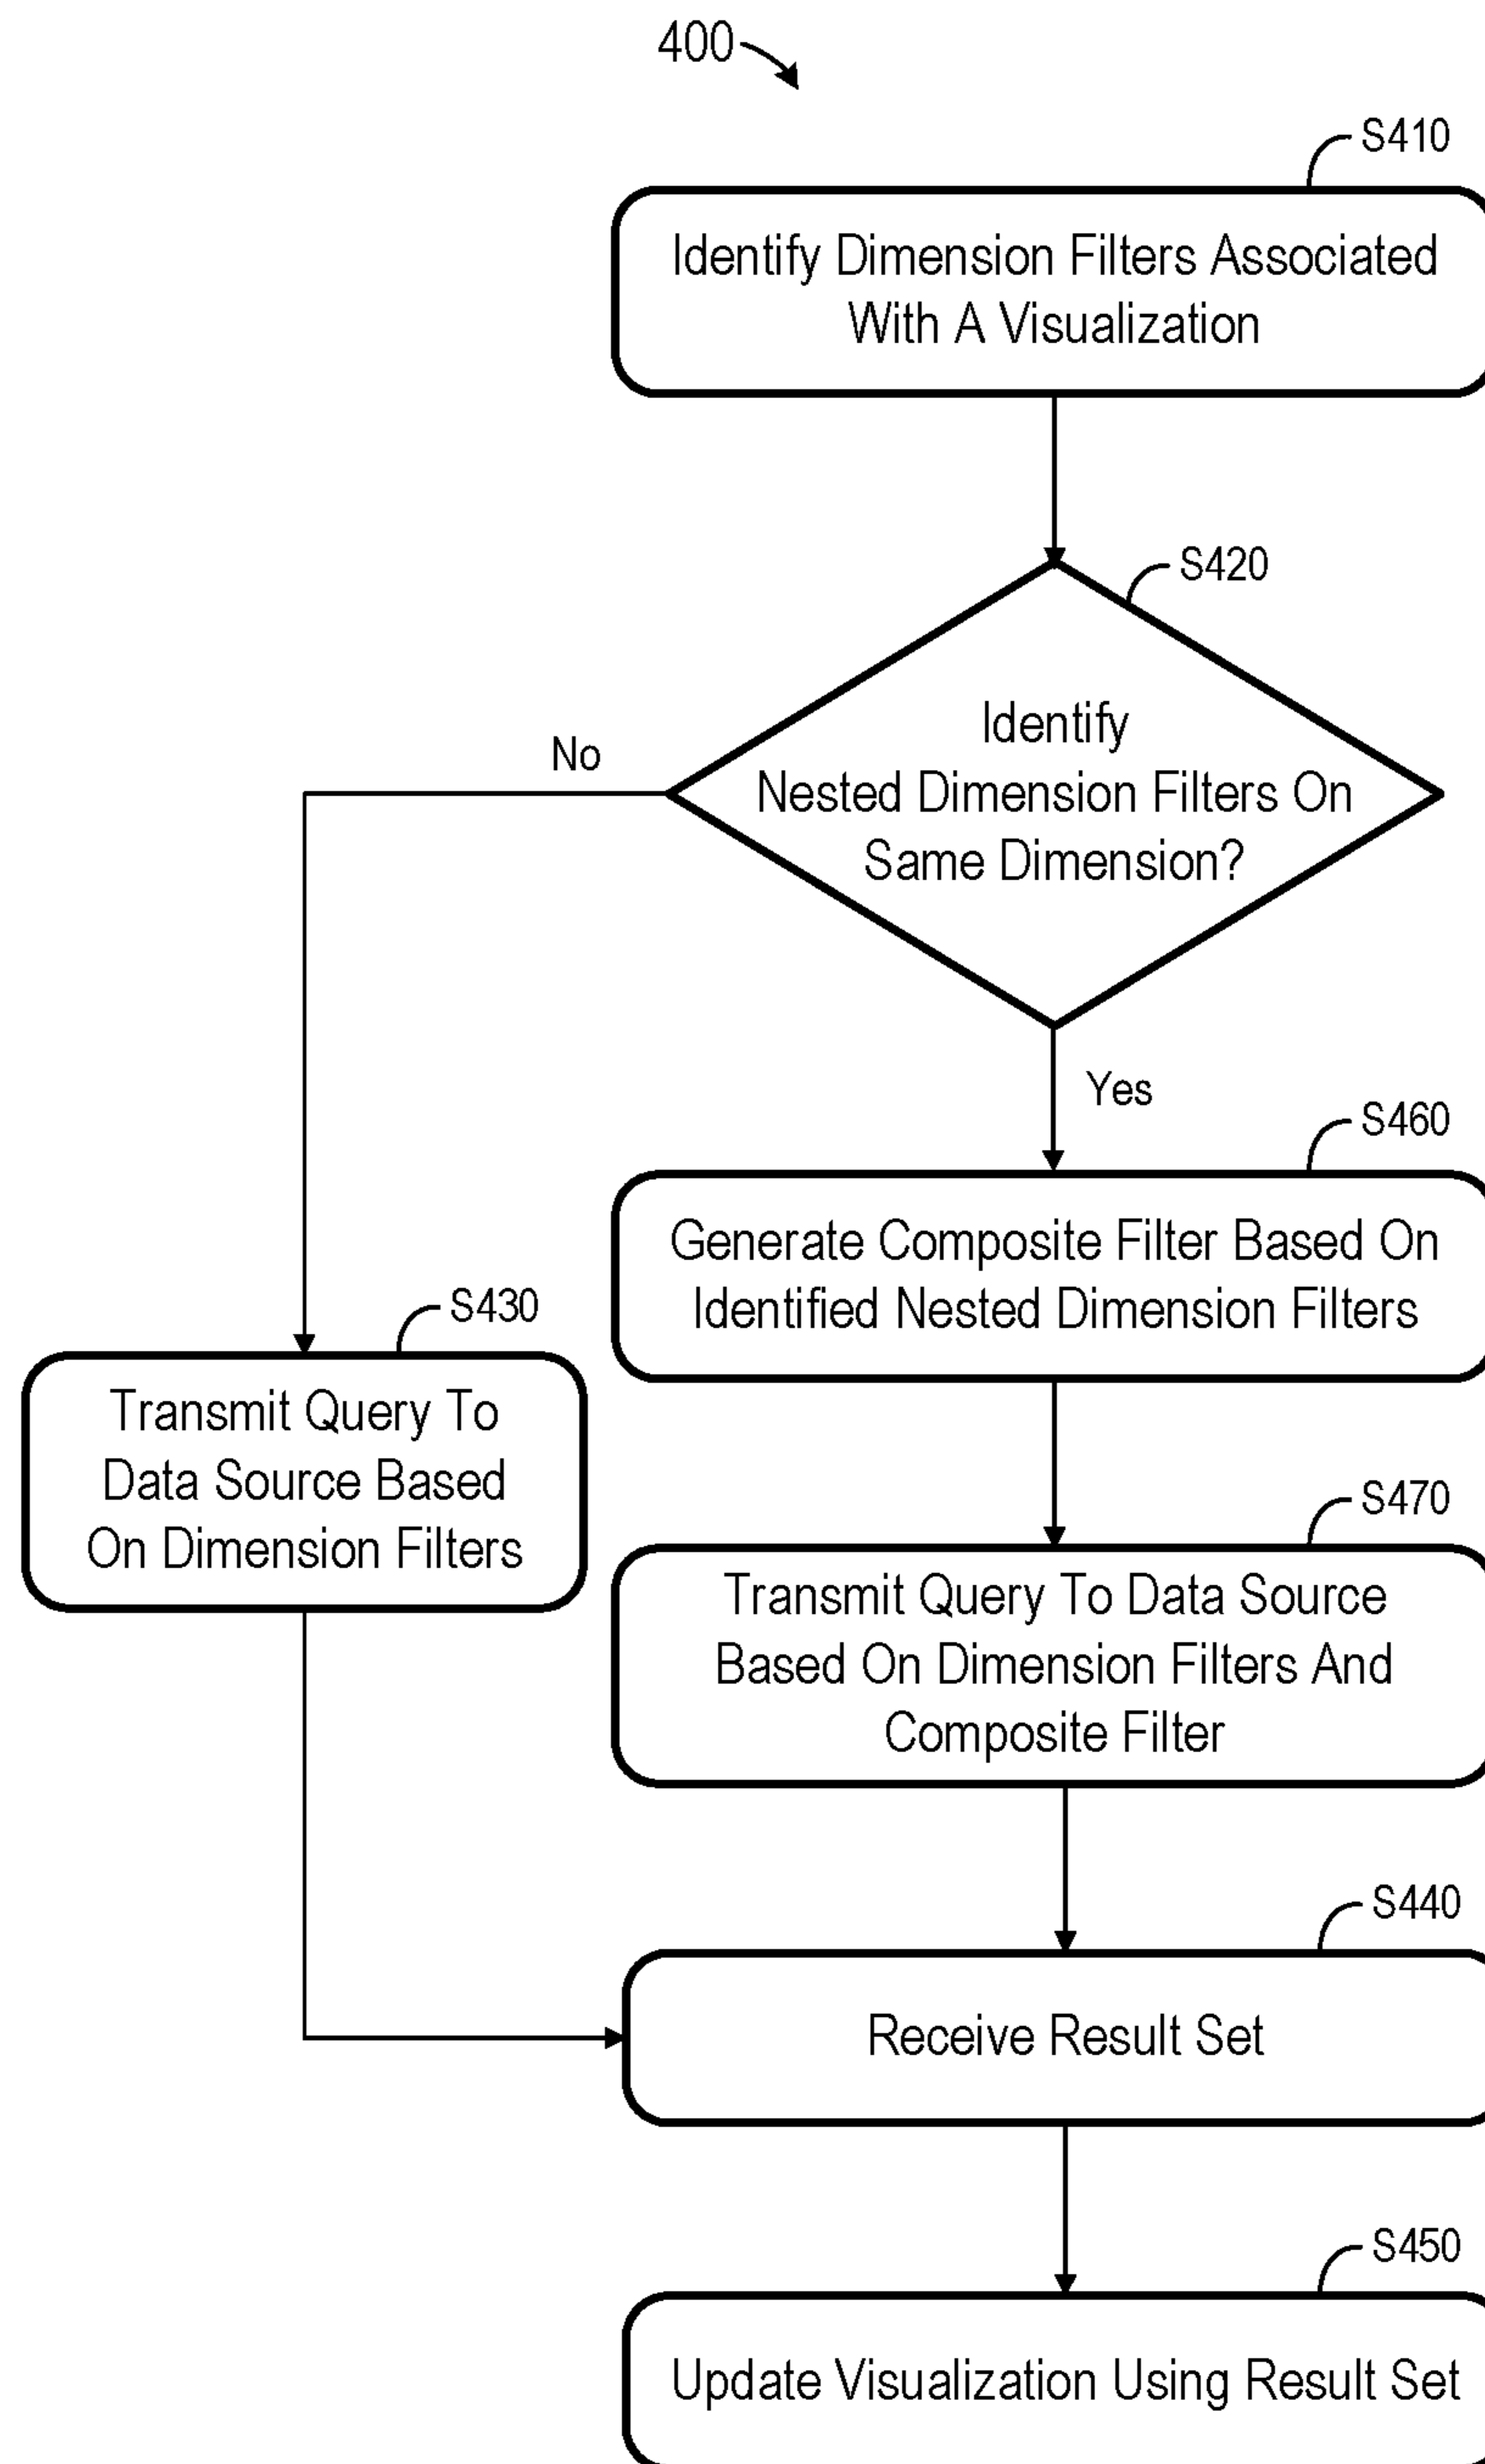 400
S410
Identify Dimension Filters Associated
With A Visualization
S420
Identify
Nested Dimension Filters On
Same Dimension?
No
Yes
S460
Generate Composite Filter Based On
Identified Nested Dimension Filters
S430
Transmit Query To
Data Source Based
On Dimension Filters
S470
Transmit Query To Data Source
Based On Dimension Filters And
Composite Filter
S440
Receive Result Set
S450
Update Visualization Using Result Set